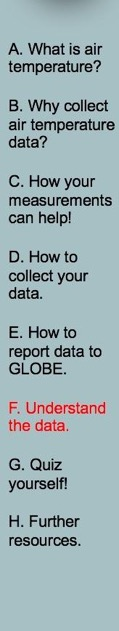 A. What is air
temperature?
B. Why collect
air temperature
data?
C. How your
measurements
can help!
D. How to
collect your
data.
E. How to
report data to
GLOBE.
F. Understand
the data.
G. Quiz
yourself!
H. Further
resources.